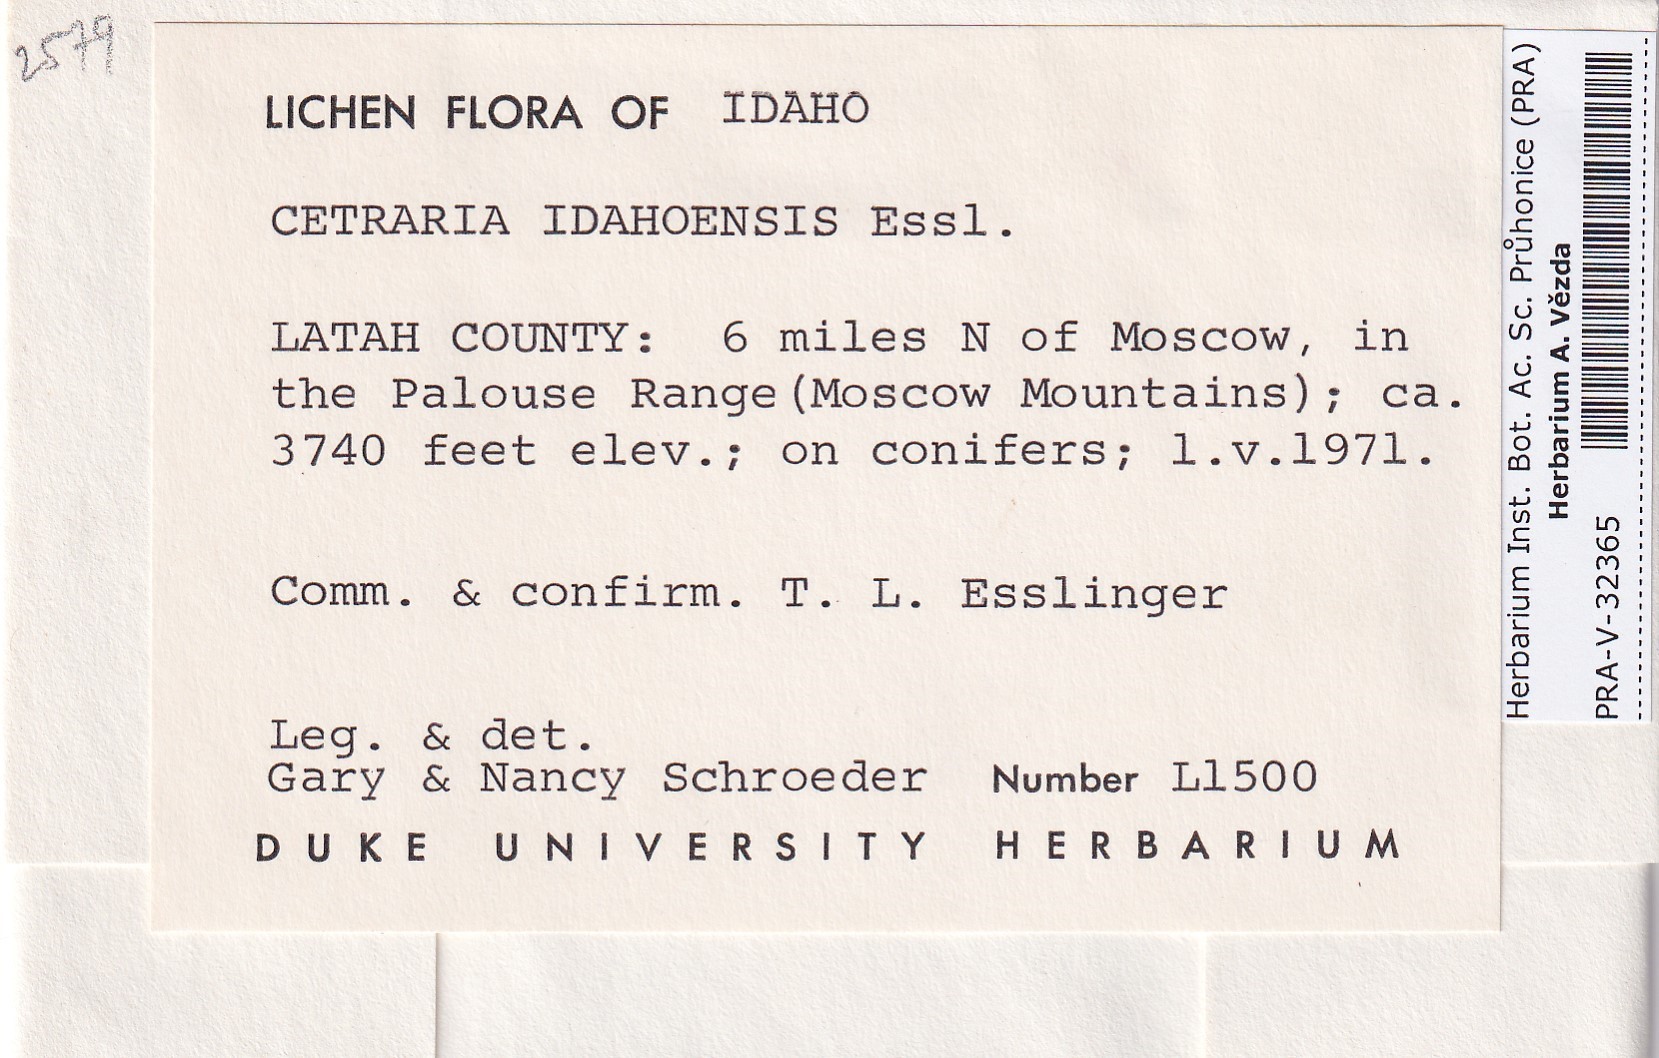 2579
LICHEN FLORA OF IDAHO
CETRARIA IDAHOENSIS Essl.
LATAH COUNTY: 6 miles N of Moscow, in
the Palouse Range (Moscow Mountains); ca.
3740 feet elev.; on conifers; 1.v.1971.
Comm. & confirm. T. L. Esslinger
Leg. & det.
Gary & Nancy Schroeder Number L1500
DUKE UNIVERSITY HERBARIUM
Herbarium Inst. Bot. Ac. Sc. Průhonice (PRA)
Herbarium A. Vězda
PRA-V-32365